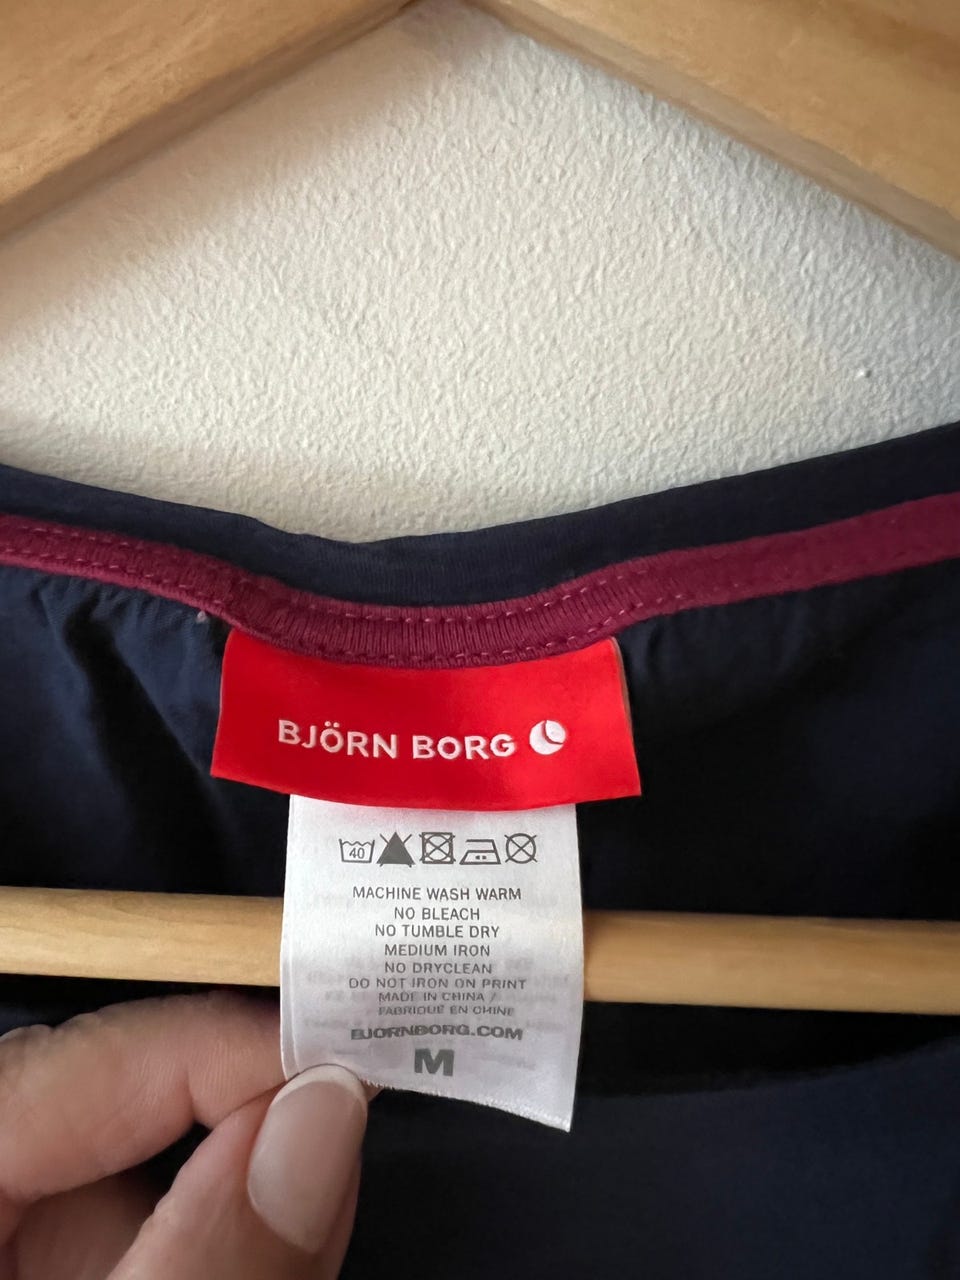 BJÖRN BORG
40
MACHINE WASH WARM
NO BLEACH
NO TUMBLE DRY
MEDIUM IRON
NO DRYCLEAN
DO NOT IRON ON PRINT
MADE IN CHINA /
FABRIQUÉ EN CHINE
BJORNBORG.COM
M